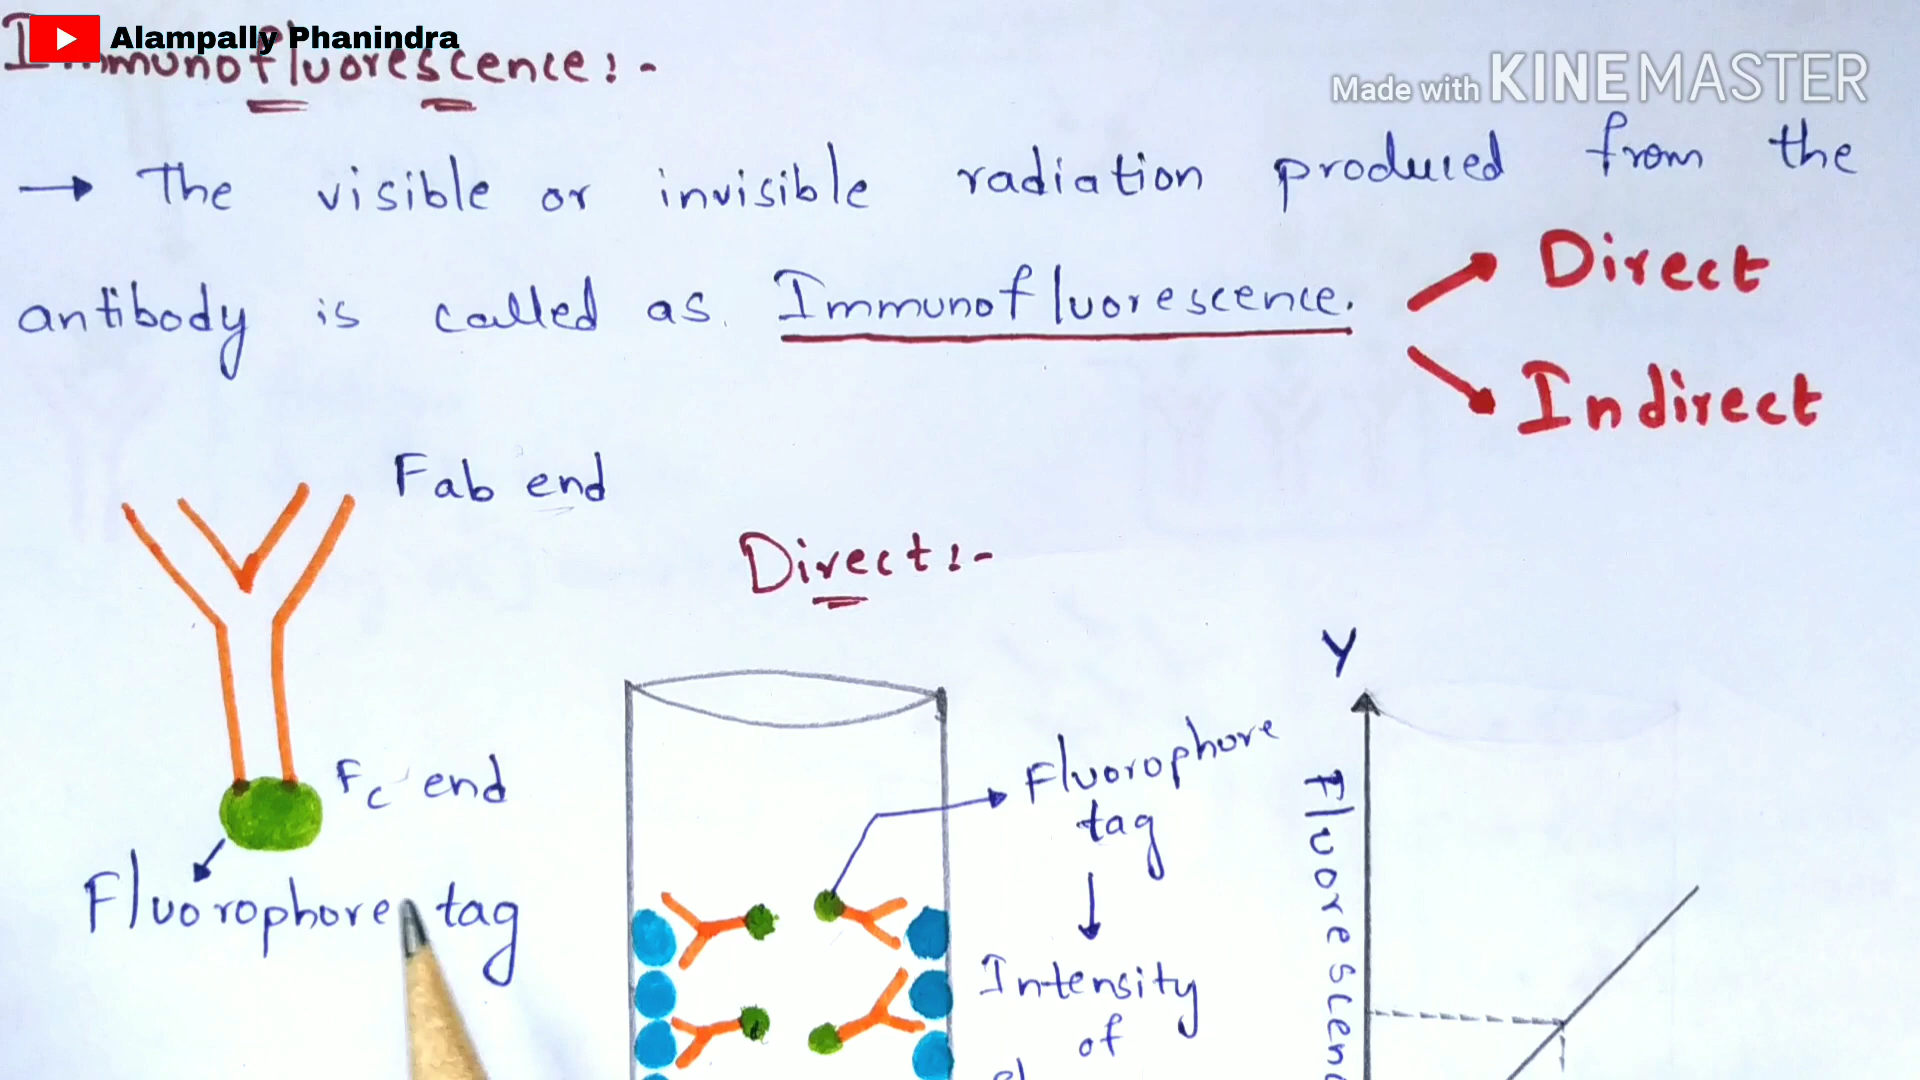 Alampally Phanindra
Immunofluorescence:-
Made with KINEMASTER
→ The visible or invisible radiation produced from the
antibody is called as Immunofluorescence.
Direct
Indirect
Fab end
Direct:-
Y
Fc end
Fluorophore tag
Fluorophore
tag
Intensity
of